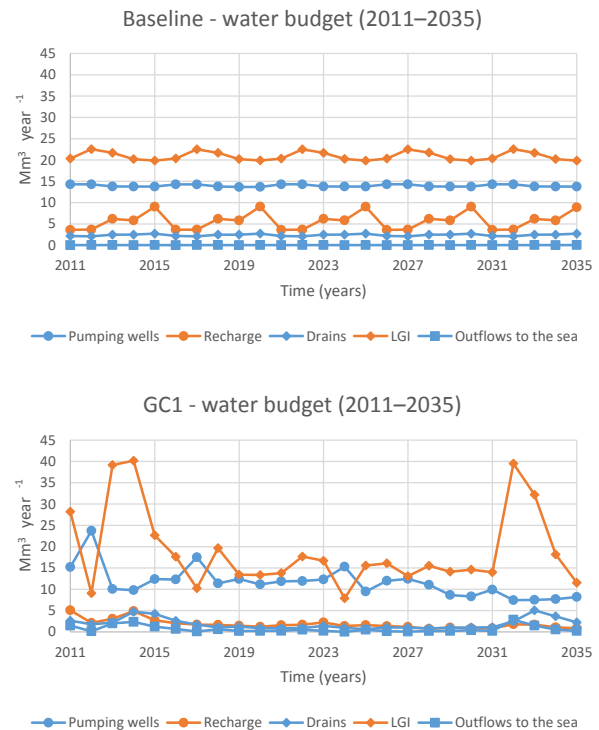 Baseline - water budget (2011–2035)
45
40
35
30
25
20
15
10
5
0
Mm³ year ⁻¹
2011 2015 2019 2023 2027 2031 2035
Time (years)
Pumping wells Recharge Drains LGI Outflows to the sea
GC1 - water budget (2011–2035)
45
40
35
30
25
20
15
10
5
0
Mm³ year ⁻¹
2011 2015 2019 2023 2027 2031 2035
Time (years)
Pumping wells Recharge Drains LGI Outflows to the sea